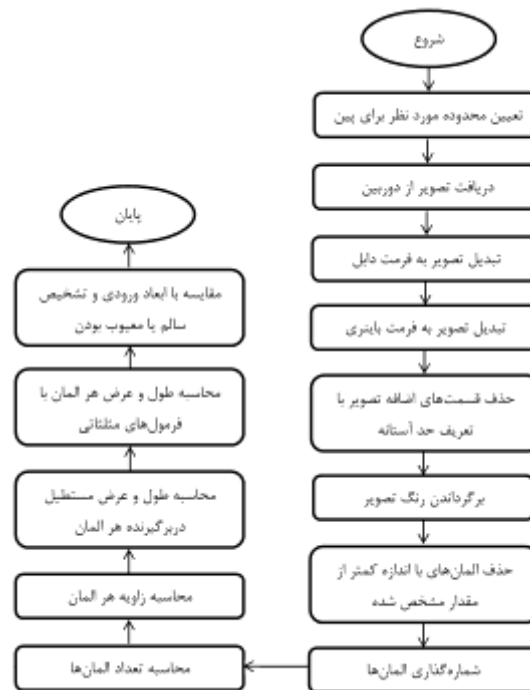 شروع
تعیین محدوده مورد نظر برای پین
دریافت تصویر از دوربین
تبدیل تصویر به فرمت دابل
تبدیل تصویر به فرمت باینری
حذف قسمت‌های اضافه تصویر با
تعریف حد آستانه
برگرداندن رنگ تصویر
حذف المان‌های با اندازه کمتر از
مقدار مشخص شده
شماره‌گذاری المان‌ها
محاسبه تعداد المان‌ها
محاسبه زاویه هر المان
محاسبه طول و عرض مستطیل
دربرگیرنده هر المان
محاسبه طول و عرض هر المان با
فرمول‌های مثلثاتی
مقایسه با ابعاد ورودی و تشخیص
سالم یا معیوب بودن
پایان